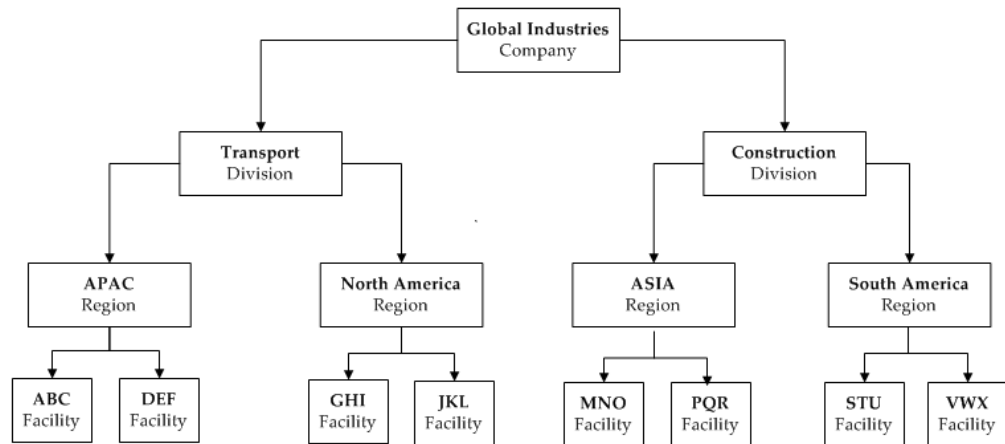 Global Industries
Company
Transport
Division
Construction
Division
APAC
Region
North America
Region
ASIA
Region
South America
Region
ABC
Facility
DEF
Facility
GHI
Facility
JKL
Facility
MNO
Facility
PQR
Facility
STU
Facility
VWX
Facility